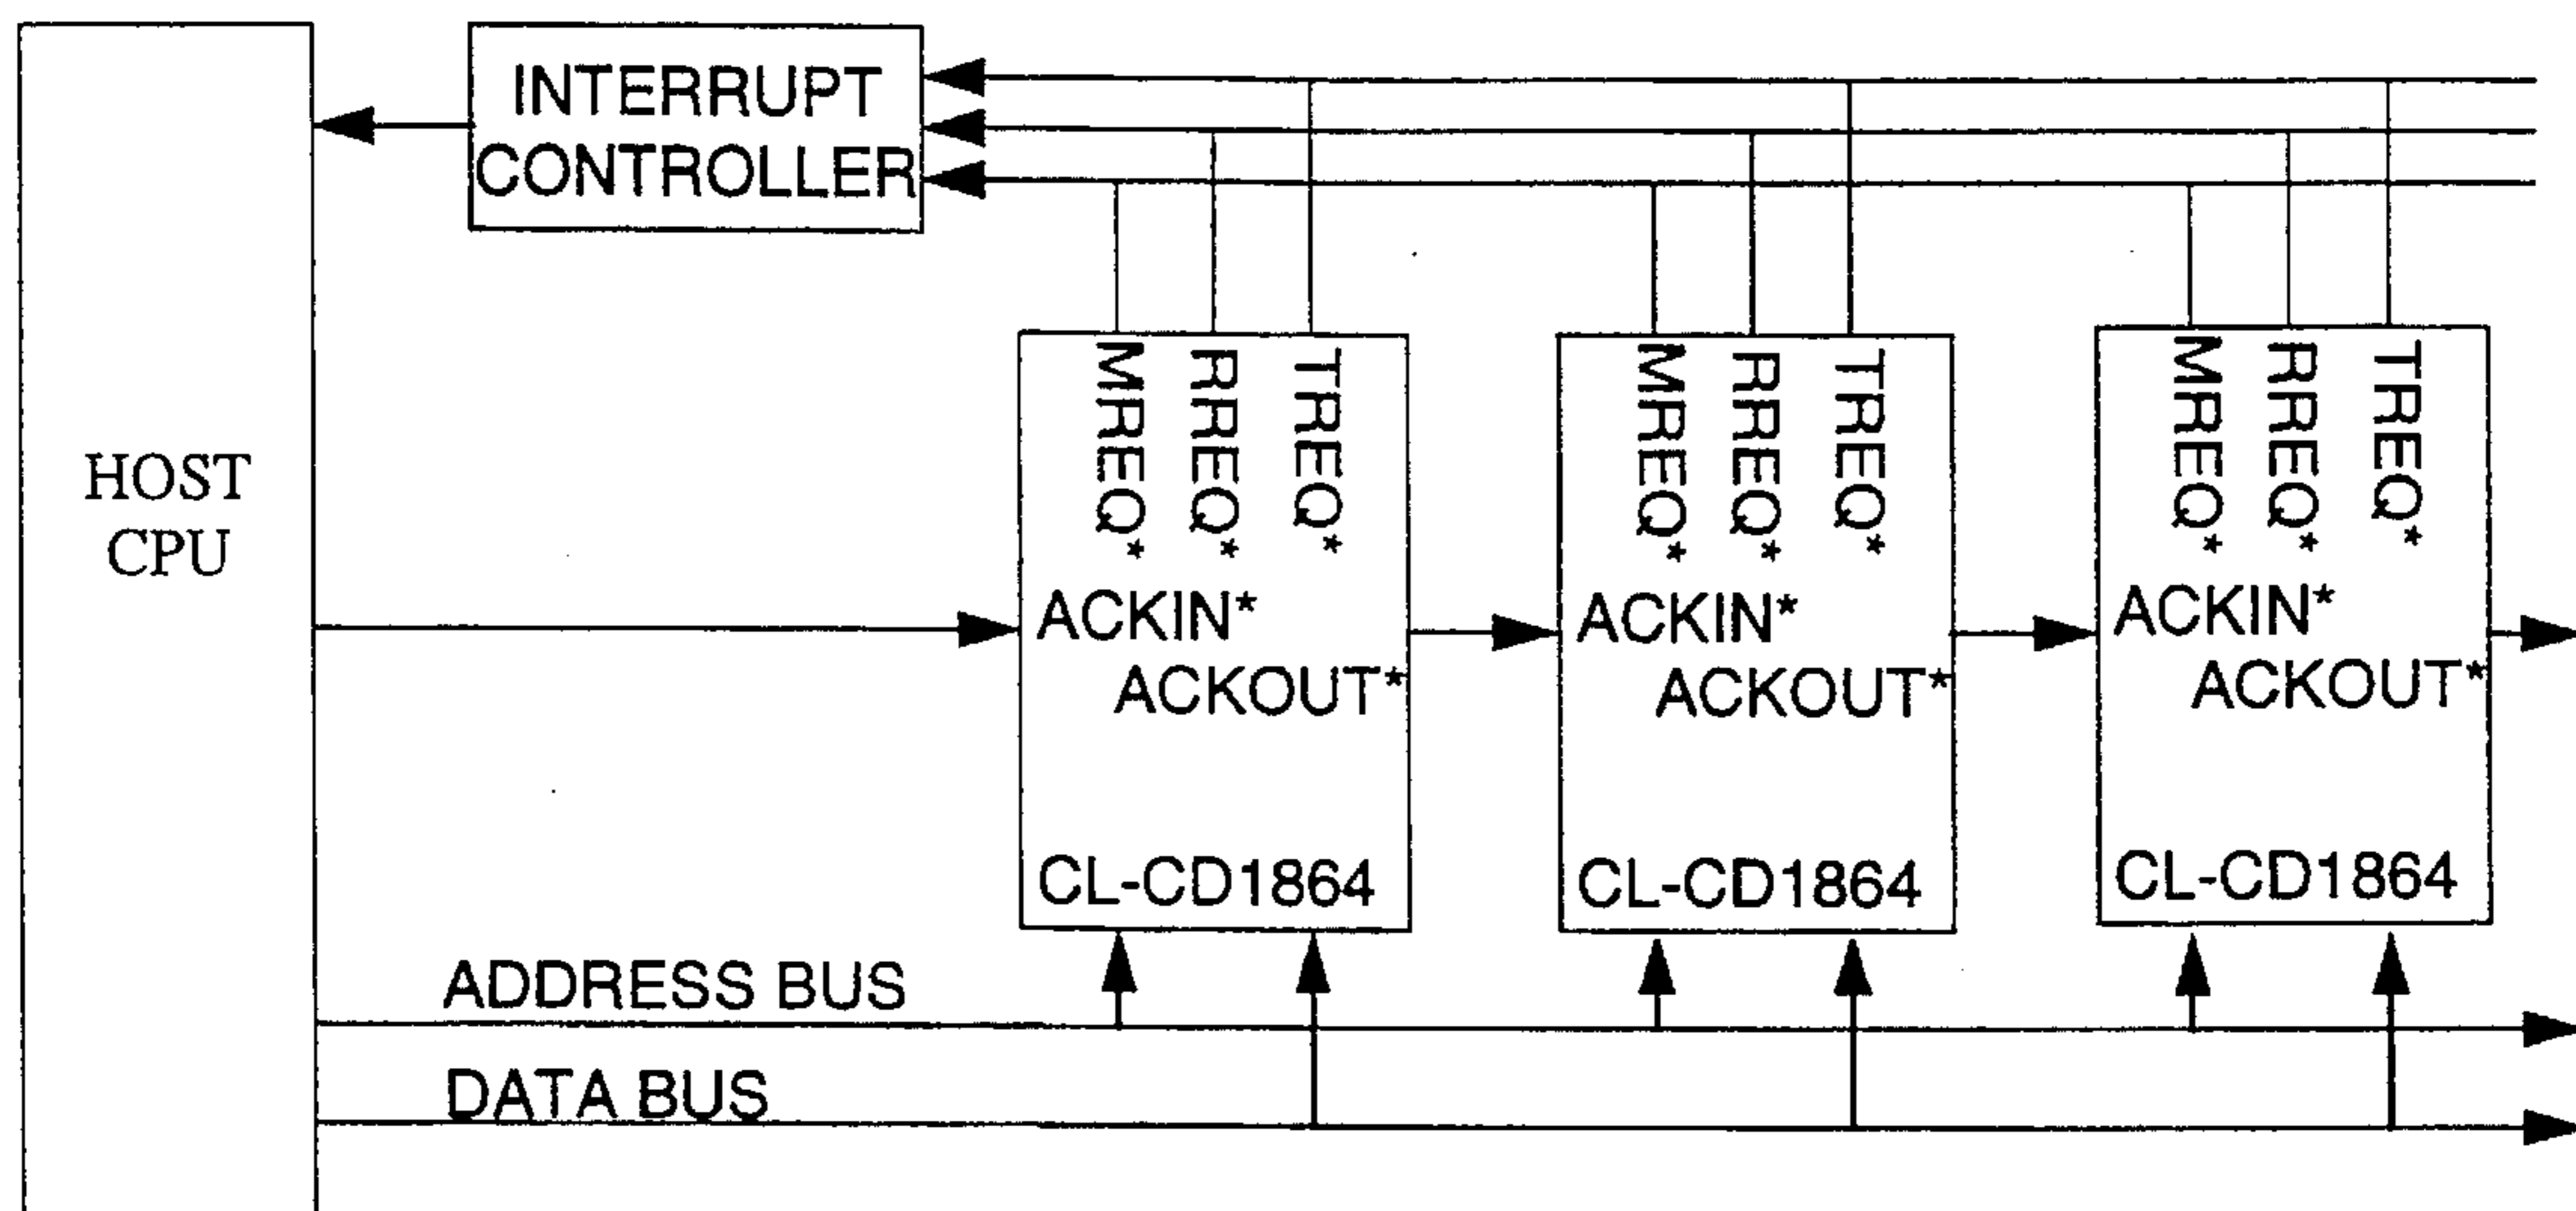 INTERRUPT
CONTROLLER
HOST
CPU
MREQ*
RREQ*
TREQ*
ACKIN*
ACKOUT*
CL-CD1864
MREQ*
RREQ*
TREQ*
ACKIN*
ACKOUT*
CL-CD1864
MREQ*
RREQ*
TREQ*
ACKIN*
ACKOUT*
CL-CD1864
ADDRESS BUS
DATA BUS